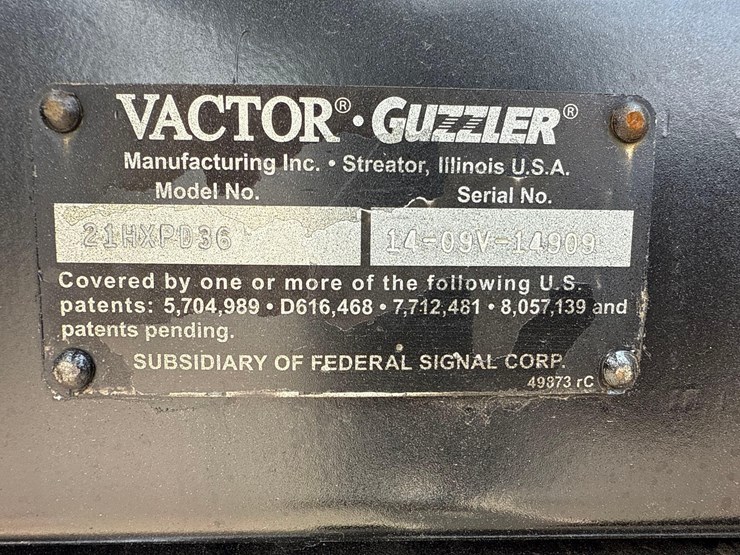 VACTOR® · GUZZLER®
Manufacturing Inc. • Streator, Illinois U.S.A.
Model No. Serial No.
21HXPD36 14-09V-14909
Covered by one or more of the following U.S.
patents: 5,704,989 • D616,468 • 7,712,481 • 8,057,139 and
patents pending.
SUBSIDIARY OF FEDERAL SIGNAL CORP.
49873 rC